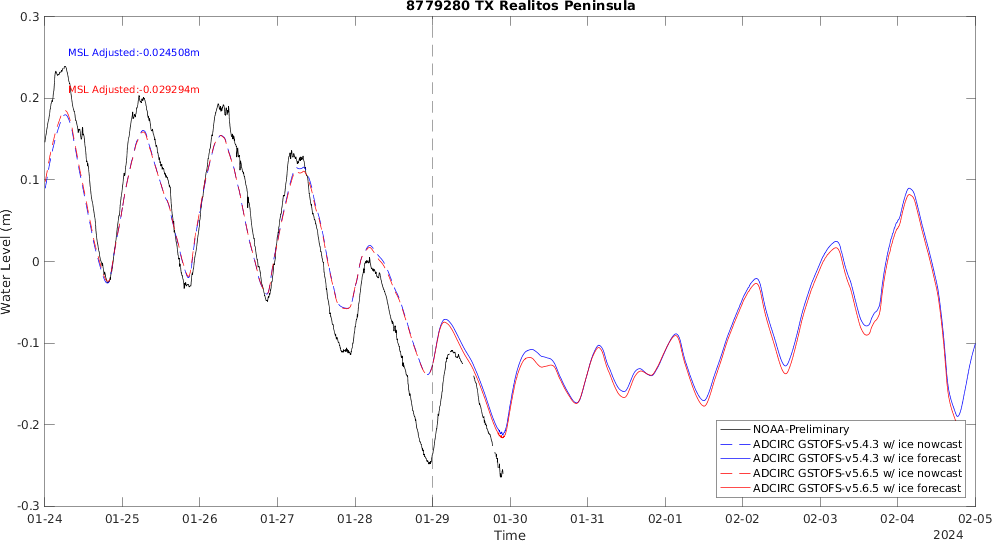 8779280 TX Realitos Peninsula
0.3
MSL Adjusted:-0.024508m
MSL Adjusted:-0.029294m
0.2
0.1
0
-0.1
-0.2
-0.3
Water Level (m)
NOAA-Preliminary
ADCIRC GSTOFS-v5.4.3 w/ ice nowcast
ADCIRC GSTOFS-v5.4.3 w/ ice forecast
ADCIRC GSTOFS-v5.6.5 w/ ice nowcast
ADCIRC GSTOFS-v5.6.5 w/ ice forecast
01-24 01-25 01-26 01-27 01-28 01-29 01-30 01-31 02-01 02-02 02-03 02-04 02-05
Time
2024